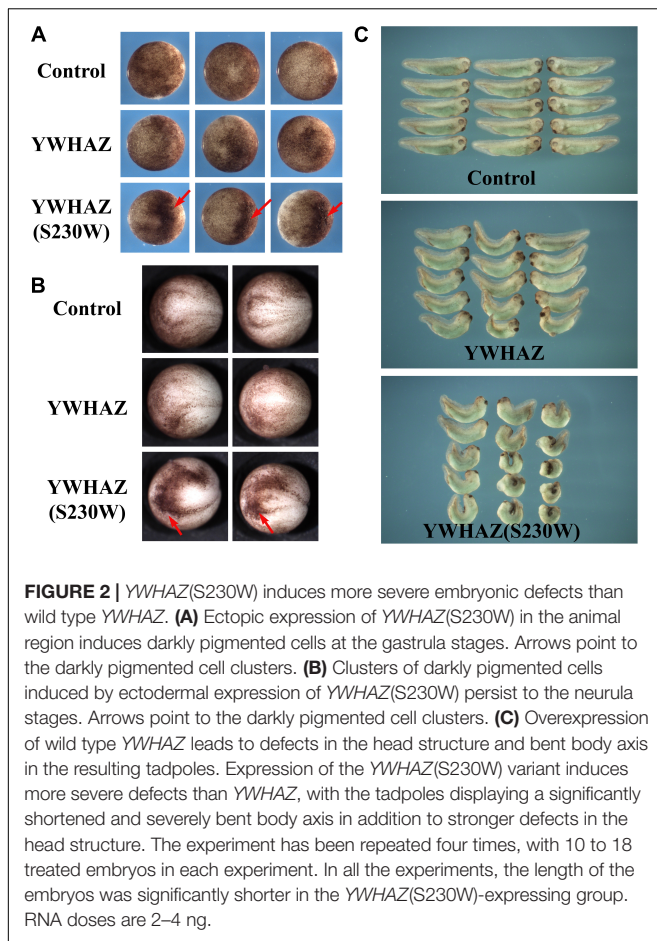 A
Control
YWHAZ
YWHAZ
(S230W)
B
Control
YWHAZ
YWHAZ
(S230W)
C
Control
YWHAZ
YWHAZ(S230W)
FIGURE 2 | YWHAZ(S230W) induces more severe embryonic defects than
wild type YWHAZ. (A) Ectopic expression of YWHAZ(S230W) in the animal
region induces darkly pigmented cells at the gastrula stages. Arrows point to
the darkly pigmented cell clusters. (B) Clusters of darkly pigmented cells
induced by ectodermal expression of YWHAZ(S230W) persist to the neurula
stages. Arrows point to the darkly pigmented cell clusters. (C) Overexpression
of wild type YWHAZ leads to defects in the head structure and bent body axis
in the resulting tadpoles. Expression of the YWHAZ(S230W) variant induces
more severe defects than YWHAZ, with the tadpoles displaying a significantly
shortened and severely bent body axis in addition to stronger defects in the
head structure. The experiment has been repeated four times, with 10 to 18
treated embryos in each experiment. In all the experiments, the length of the
embryos was significantly shorter in the YWHAZ(S230W)-expressing group.
RNA doses are 2–4 ng.